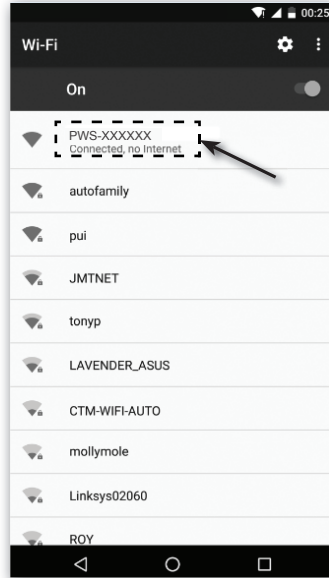 00:25
Wi-Fi
On
PWS-XXXXXX
Connected, no Internet
autofamily
pui
JMTNET
tonyp
LAVENDER_ASUS
CTM-WIFI-AUTO
mollymole
Linksys02060
ROY